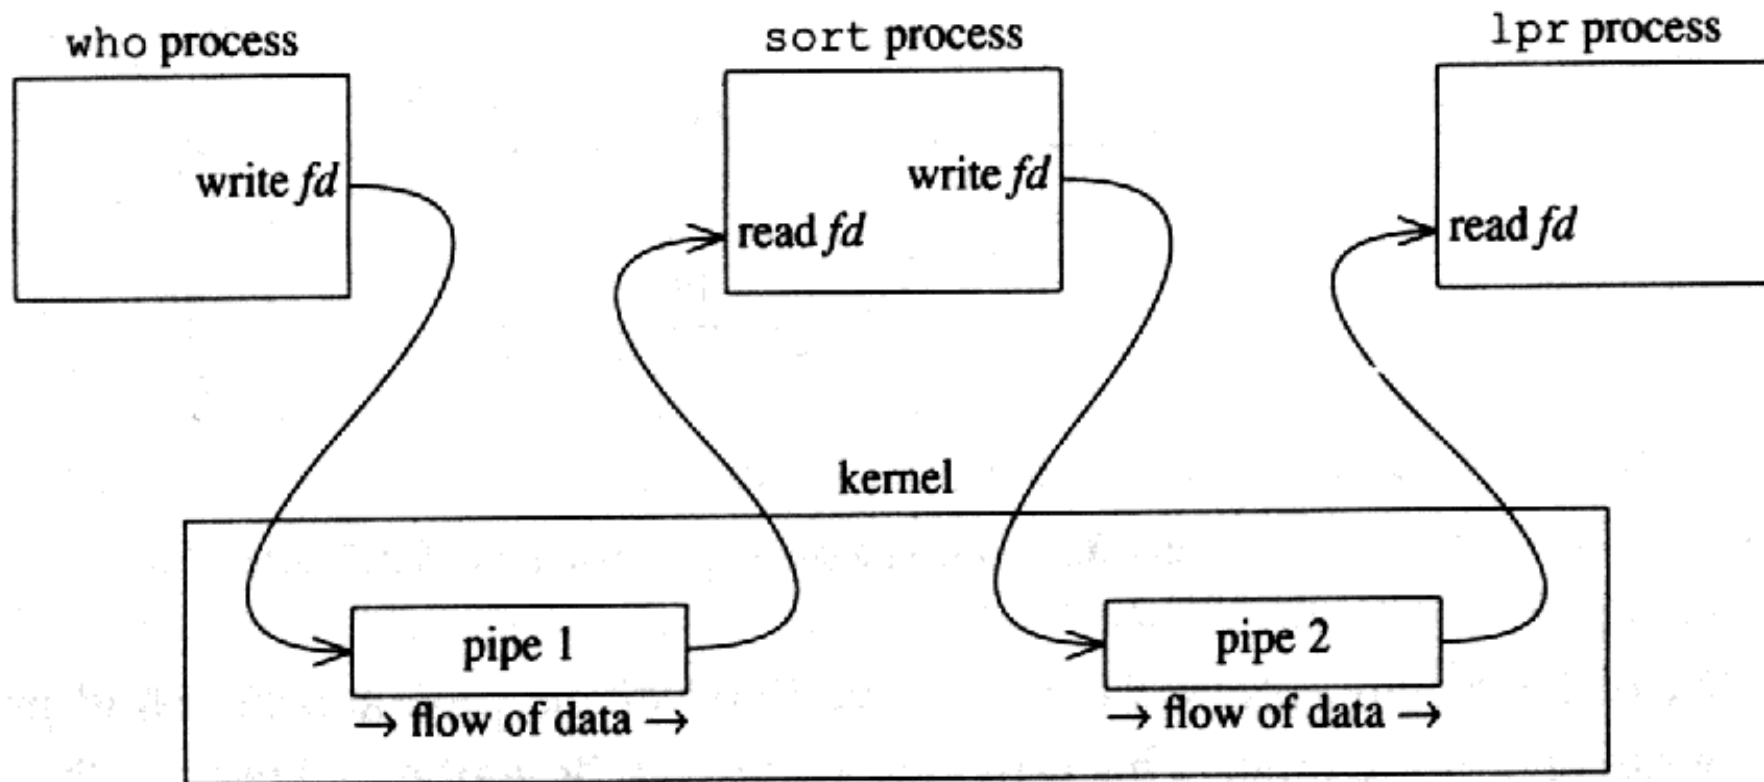 who process
sort process
lpr process
write fd
write fd
read fd
read fd
kernel
pipe 1
pipe 2
→ flow of data →
→ flow of data →